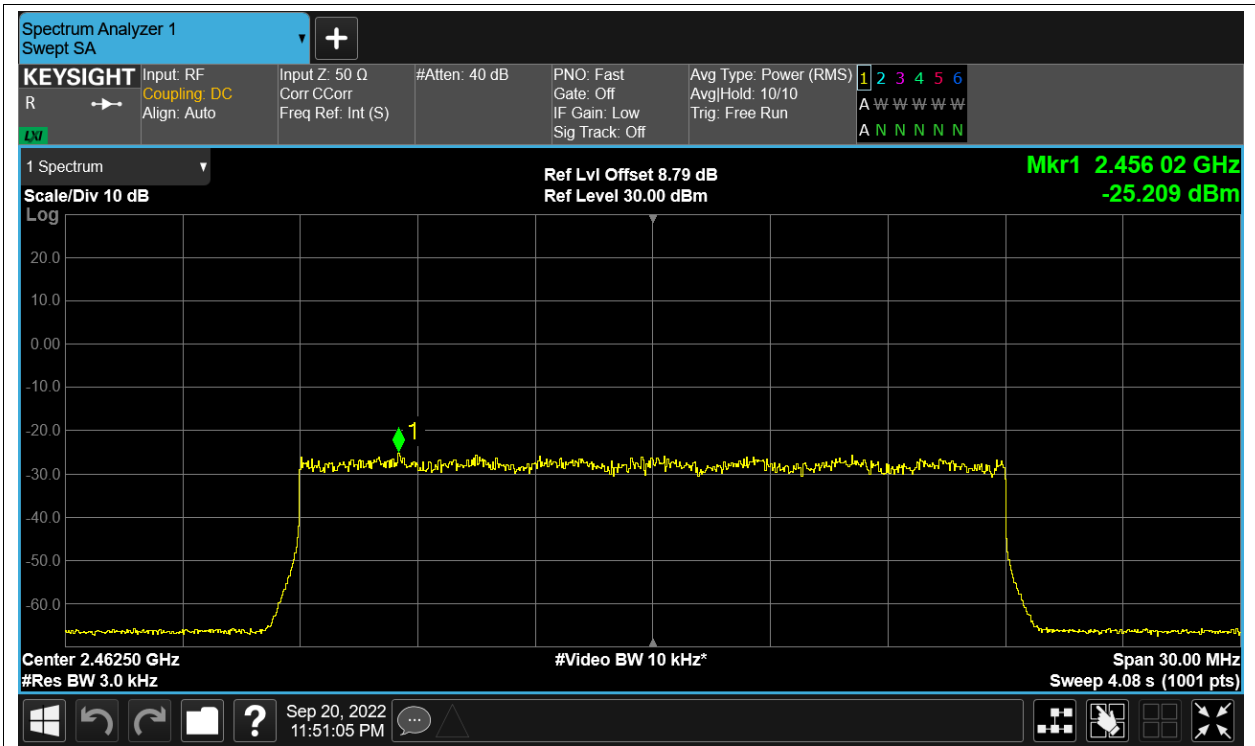 Spectrum Analyzer 1
Swept SA
KEYSIGHT
R
LXI
Input: RF
Coupling: DC
Align: Auto
Input Z: 50 Ω
Corr CCorr
Freq Ref: Int (S)
#Atten: 40 dB
PNO: Fast
Gate: Off
IF Gain: Low
Sig Track: Off
Avg Type: Power (RMS)
Avg|Hold: 10/10
Trig: Free Run
1 2 3 4 5 6
A W W W W W
A N N N N N
1 Spectrum
Scale/Div 10 dB
Log
Ref Lvl Offset 8.79 dB
Ref Level 30.00 dBm
Mkr1 2.456 02 GHz
-25.209 dBm
20.0
10.0
0.00
-10.0
-20.0
-30.0
-40.0
-50.0
-60.0
1
Center 2.46250 GHz
#Res BW 3.0 kHz
#Video BW 10 kHz*
Span 30.00 MHz
Sweep 4.08 s (1001 pts)
?
Sep 20, 2022
11:51:05 PM